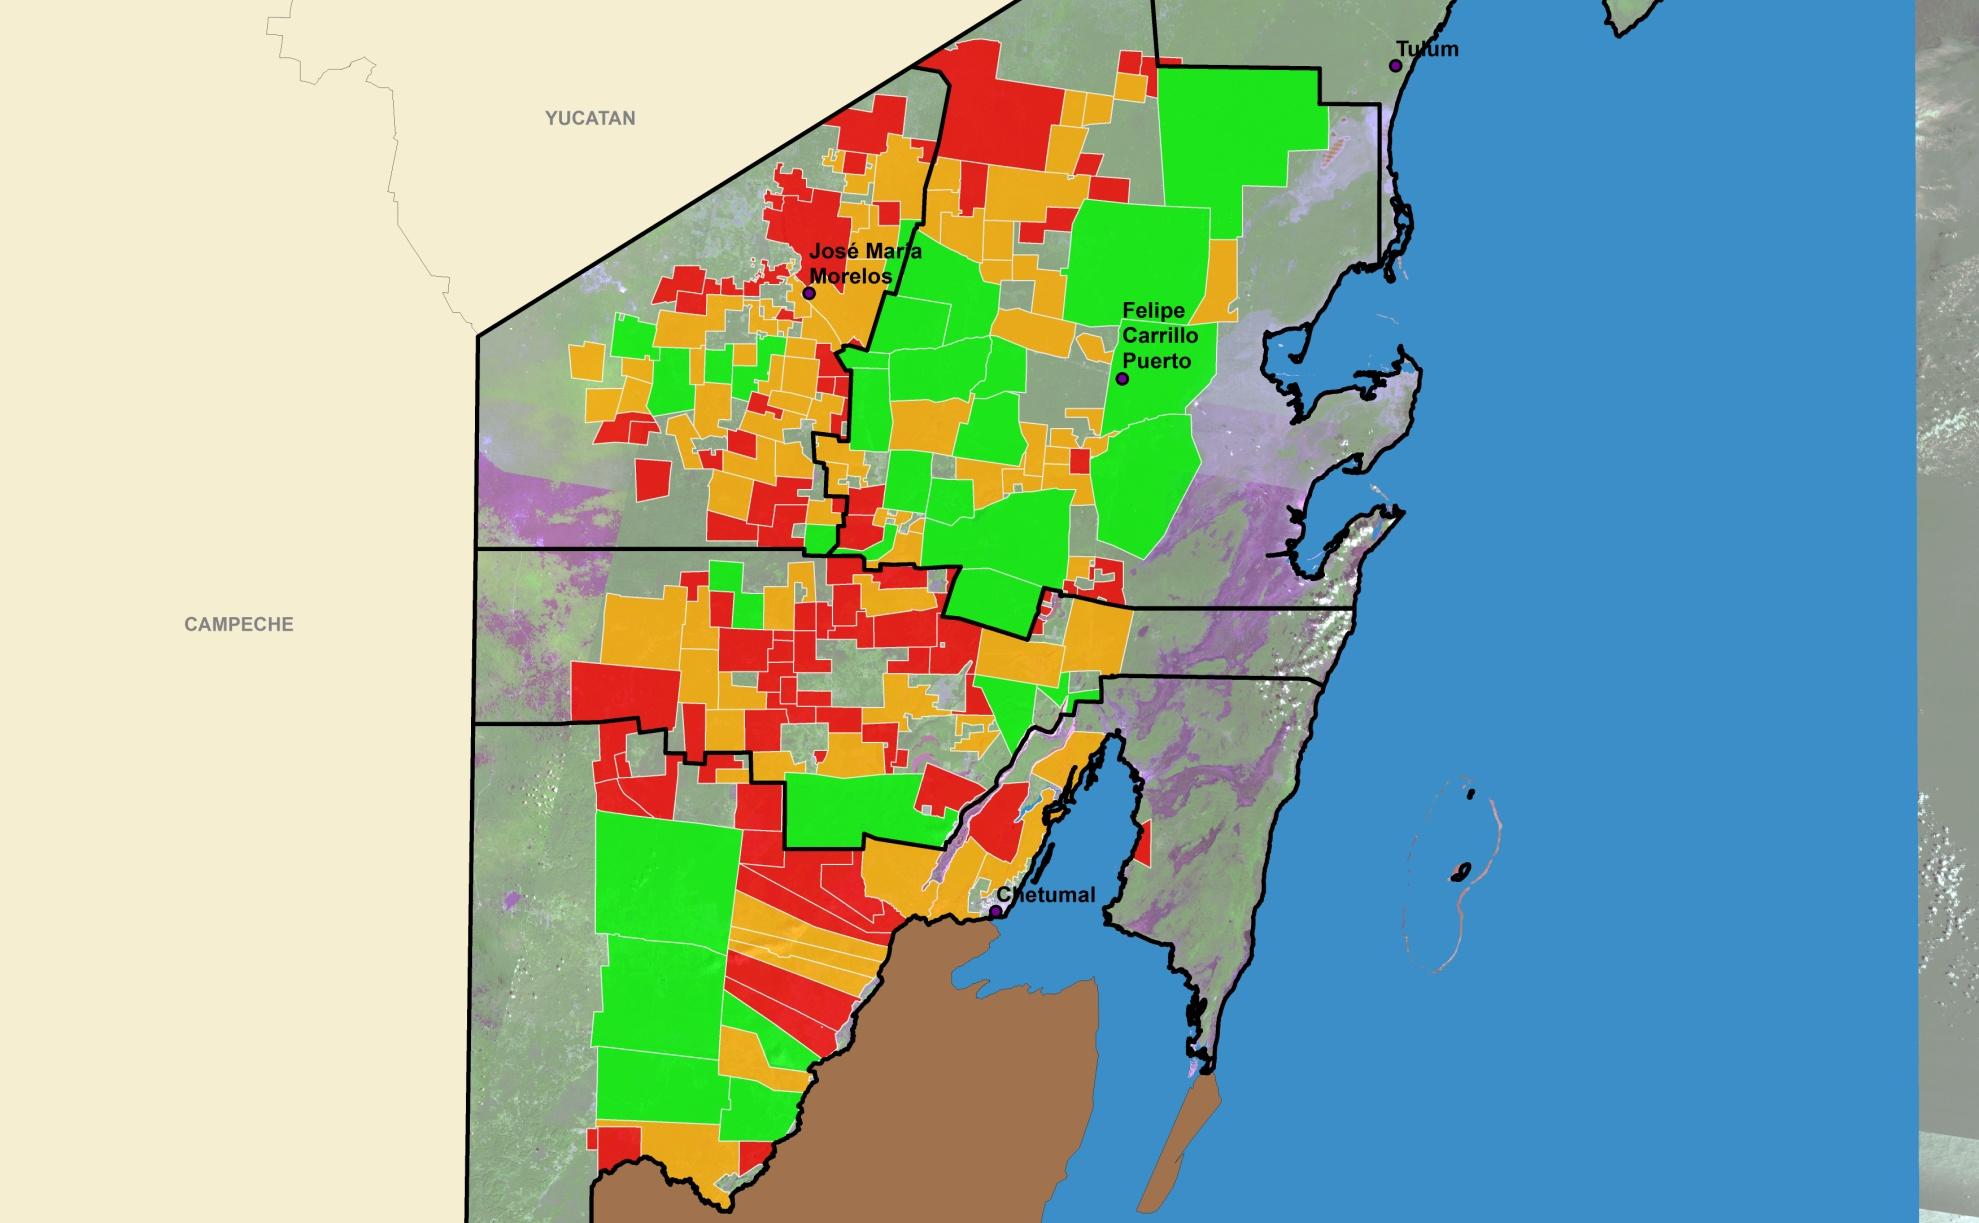 Tulum
YUCATAN
José María
Morelos
Felipe
Carrillo
Puerto
CAMPECHE
Chetumal